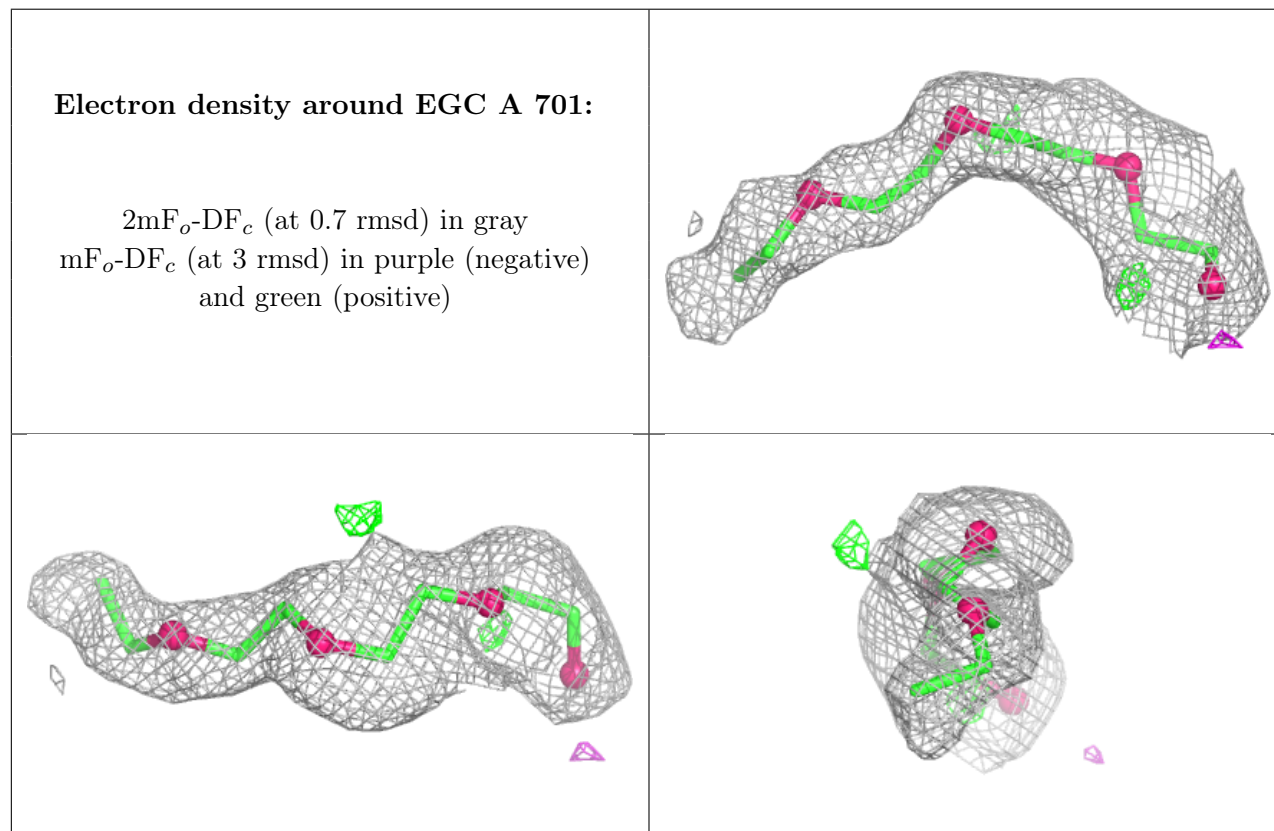 Electron density around EGC A 701:
2mFo-DFc (at 0.7 rmsd) in gray
mFo-DFc (at 3 rmsd) in purple (negative)
and green (positive)